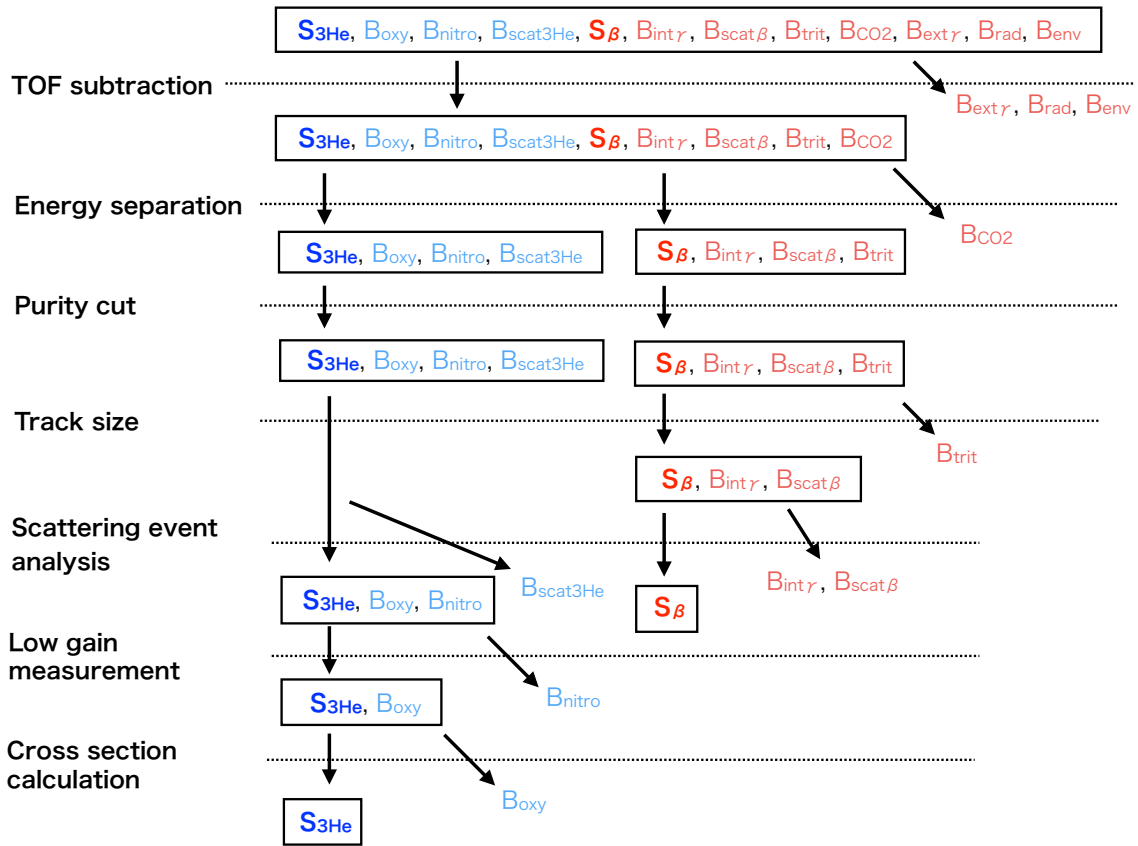 S3He, Boxy, Bnitro, Bscat3He, Sβ, Bintγ, Bscatβ, Btrit, BCO2, Bextγ, Brad, Benv
TOF subtraction
Bextγ, Brad, Benv
S3He, Boxy, Bnitro, Bscat3He, Sβ, Bintγ, Bscatβ, Btrit, BCO2
Energy separation
BCO2
S3He, Boxy, Bnitro, Bscat3He
Sβ, Bintγ, Bscatβ, Btrit
Purity cut
S3He, Boxy, Bnitro, Bscat3He
Sβ, Bintγ, Bscatβ, Btrit
Track size
Btrit
Sβ, Bintγ, Bscatβ
Scattering event
analysis
Bscat3He
Bintγ, Bscatβ
S3He, Boxy, Bnitro
Sβ
Low gain
measurement
Bnitro
S3He, Boxy
Cross section
calculation
Boxy
S3He